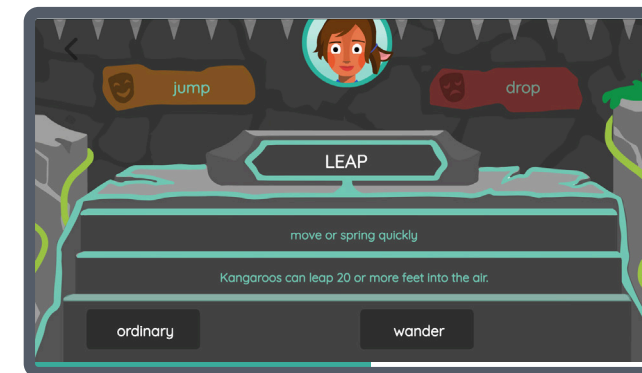 jump
drop
LEAP
move or spring quickly
Kangaroos can leap 20 or more feet into the air.
ordinary
wander